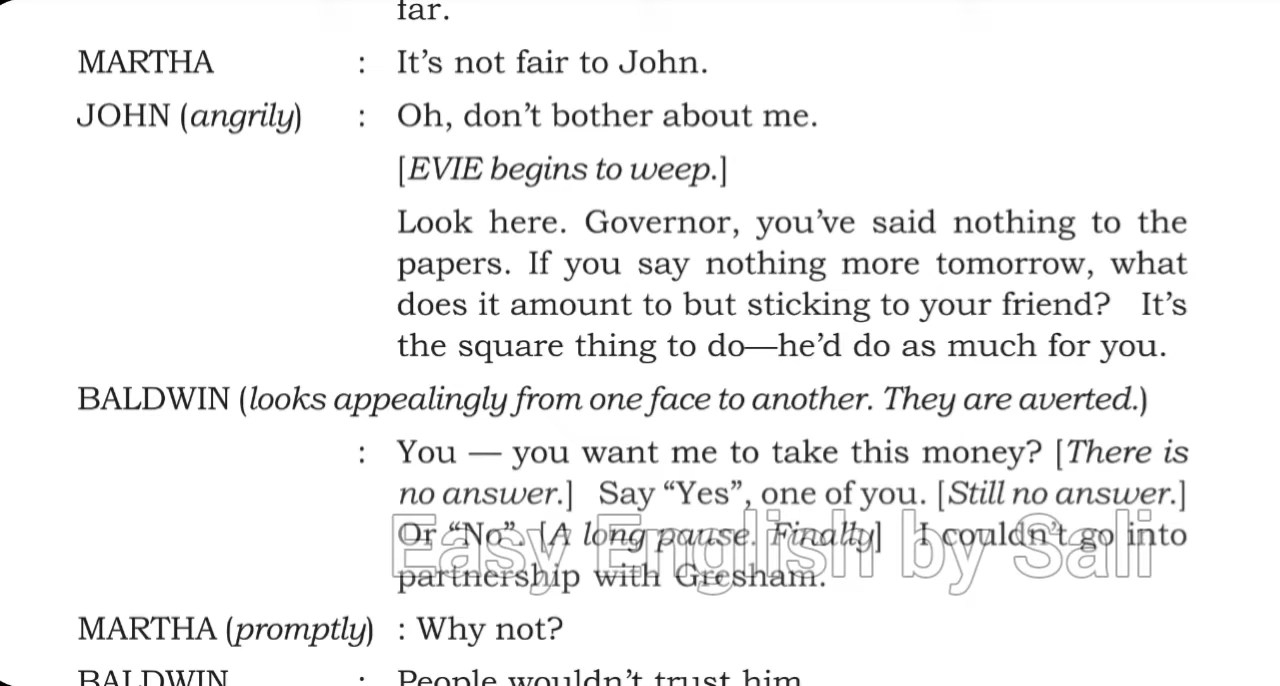 far.
MARTHA : It's not fair to John.
JOHN (angrily) : Oh, don't bother about me.
[EVIE begins to weep.]
Look here. Governor, you've said nothing to the
papers. If you say nothing more tomorrow, what
does it amount to but sticking to your friend? It's
the square thing to do—he'd do as much for you.
BALDWIN (looks appealingly from one face to another. They are averted.)
: You — you want me to take this money? [There is
no answer.] Say “Yes”, one of you. [Still no answer.]
Or “No”. [A long pause. Finally] I couldn't go into
partnership with Gresham.
Easy English by Sali
MARTHA (promptly) : Why not?
BALDWIN : People wouldn't trust him.